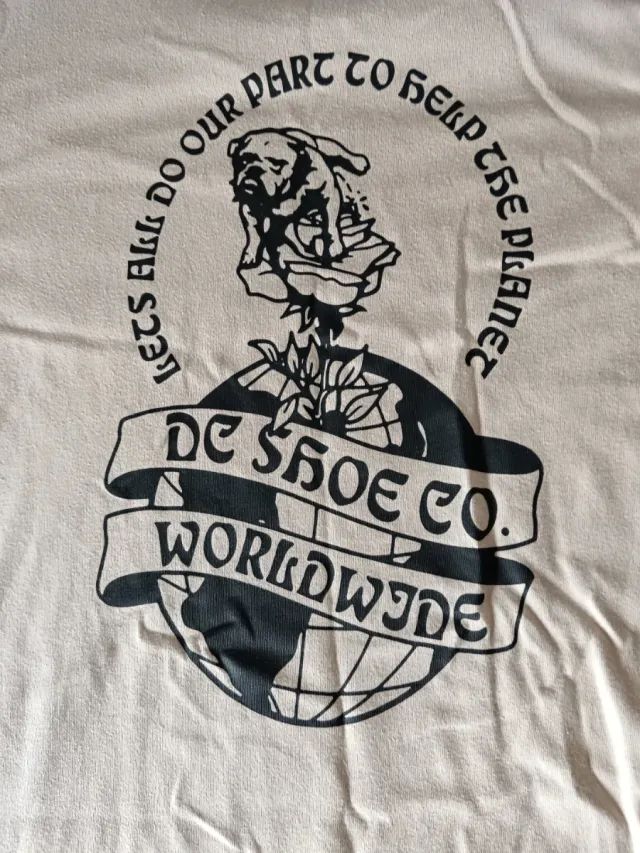 LETS ALL DO OUR PART TO HELP THE PLANET
DC SHOE CO.
WORLDWIDE